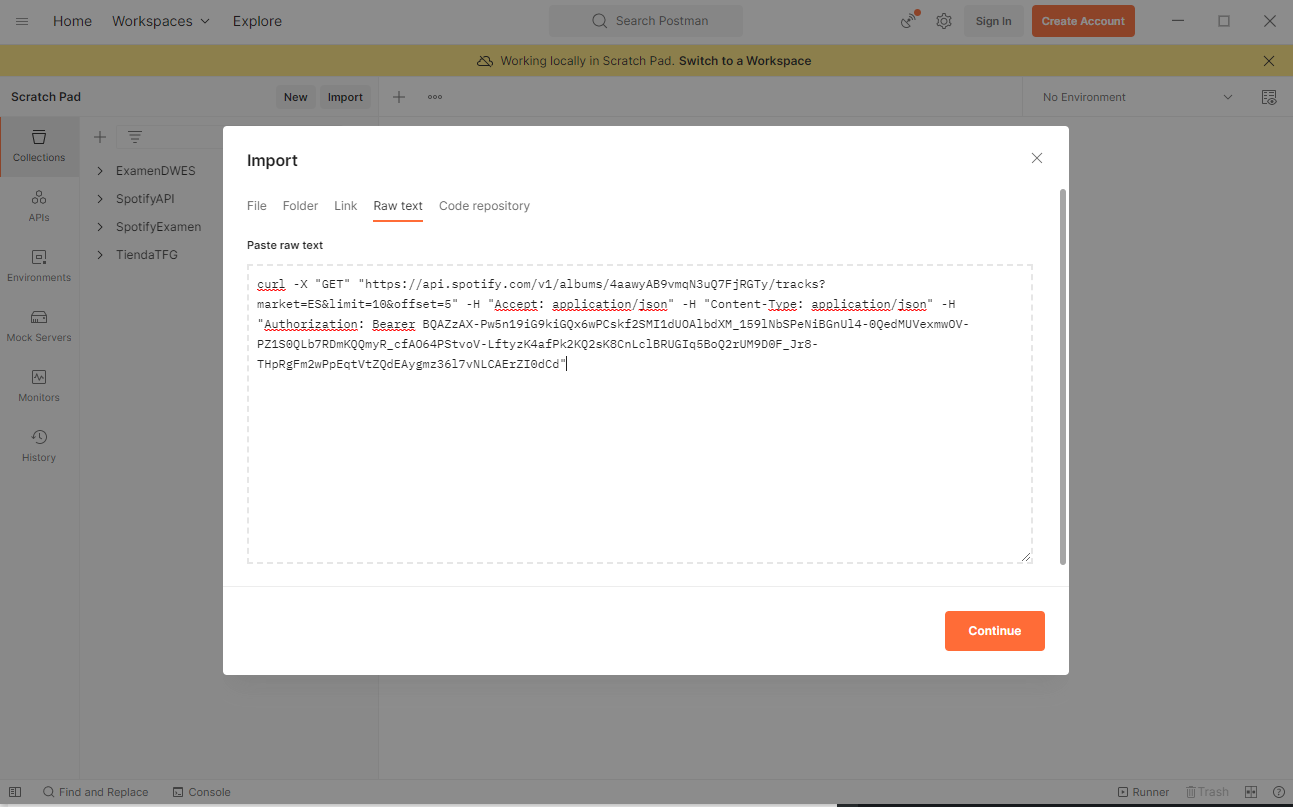 Home Workspaces Explore Search Postman Sign In Create Account
Working locally in Scratch Pad. Switch to a Workspace
Scratch Pad New Import No Environment
Collections
APIs
Environments
Mock Servers
Monitors
History
ExamenDWES
SpotifyAPI
SpotifyExamen
TiendaTFG
Import
File Folder Link Raw text Code repository
Paste raw text
curl -X "GET" "https://api.spotify.com/v1/albums/4aawyAB9vmqN3uQ7FjRGTy/tracks?
market=ES&limit=10&offset=5" -H "Accept: application/json" -H "Content-Type: application/json" -H
"Authorization: Bearer BQAZzAX-Pw5n19iG9kiGQx6wPCskf2SMI1dUOAlbdXM_159lNbSPeNiBGnUl4-0QedMUVexmwOV-
PZ1S0QLb7RDmKQQmyR_cfAO64PStvoV-LftyzK4afPk2KQ2sK8CnLclBRUGIq5BoQ2rUM9D0F_Jr8-
THpRgFm2wPpEqtVtZQdEAygmz36l7vNLCAErZI0dCd"
Continue
Find and Replace Console Runner Trash